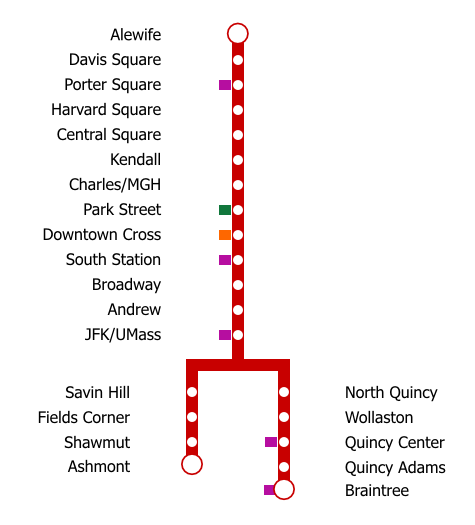 Alewife
Davis Square
Porter Square
Harvard Square
Central Square
Kendall
Charles/MGH
Park Street
Downtown Cross
South Station
Broadway
Andrew
JFK/UMass
Savin Hill
Fields Corner
Shawmut
Ashmont
North Quincy
Wollaston
Quincy Center
Quincy Adams
Braintree